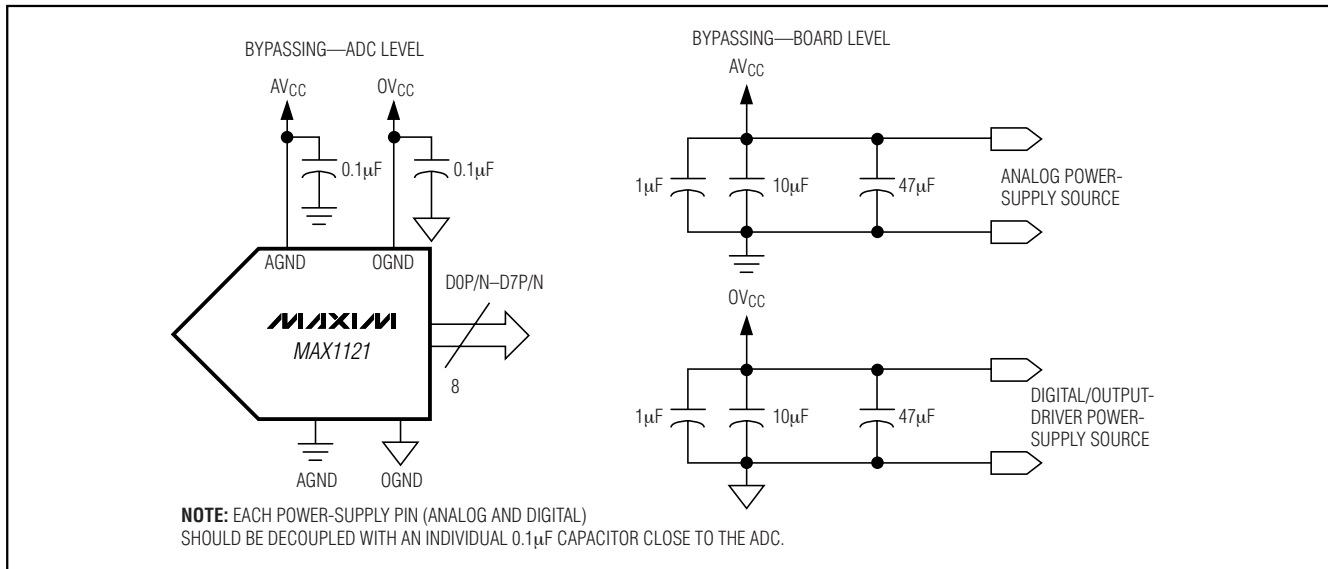 BYPASSING—ADC LEVEL
AVCC
OVCC
0.1µF
0.1µF
AGND
OGND
D0P/N–D7P/N
MAXIM
MAX1121
8
AGND
OGND
BYPASSING—BOARD LEVEL
AVCC
1µF
10µF
47µF
ANALOG POWER-
SUPPLY SOURCE
OVCC
1µF
10µF
47µF
DIGITAL/OUTPUT-
DRIVER POWER-
SUPPLY SOURCE
NOTE: EACH POWER-SUPPLY PIN (ANALOG AND DIGITAL)
SHOULD BE DECOUPLED WITH AN INDIVIDUAL 0.1µF CAPACITOR CLOSE TO THE ADC.